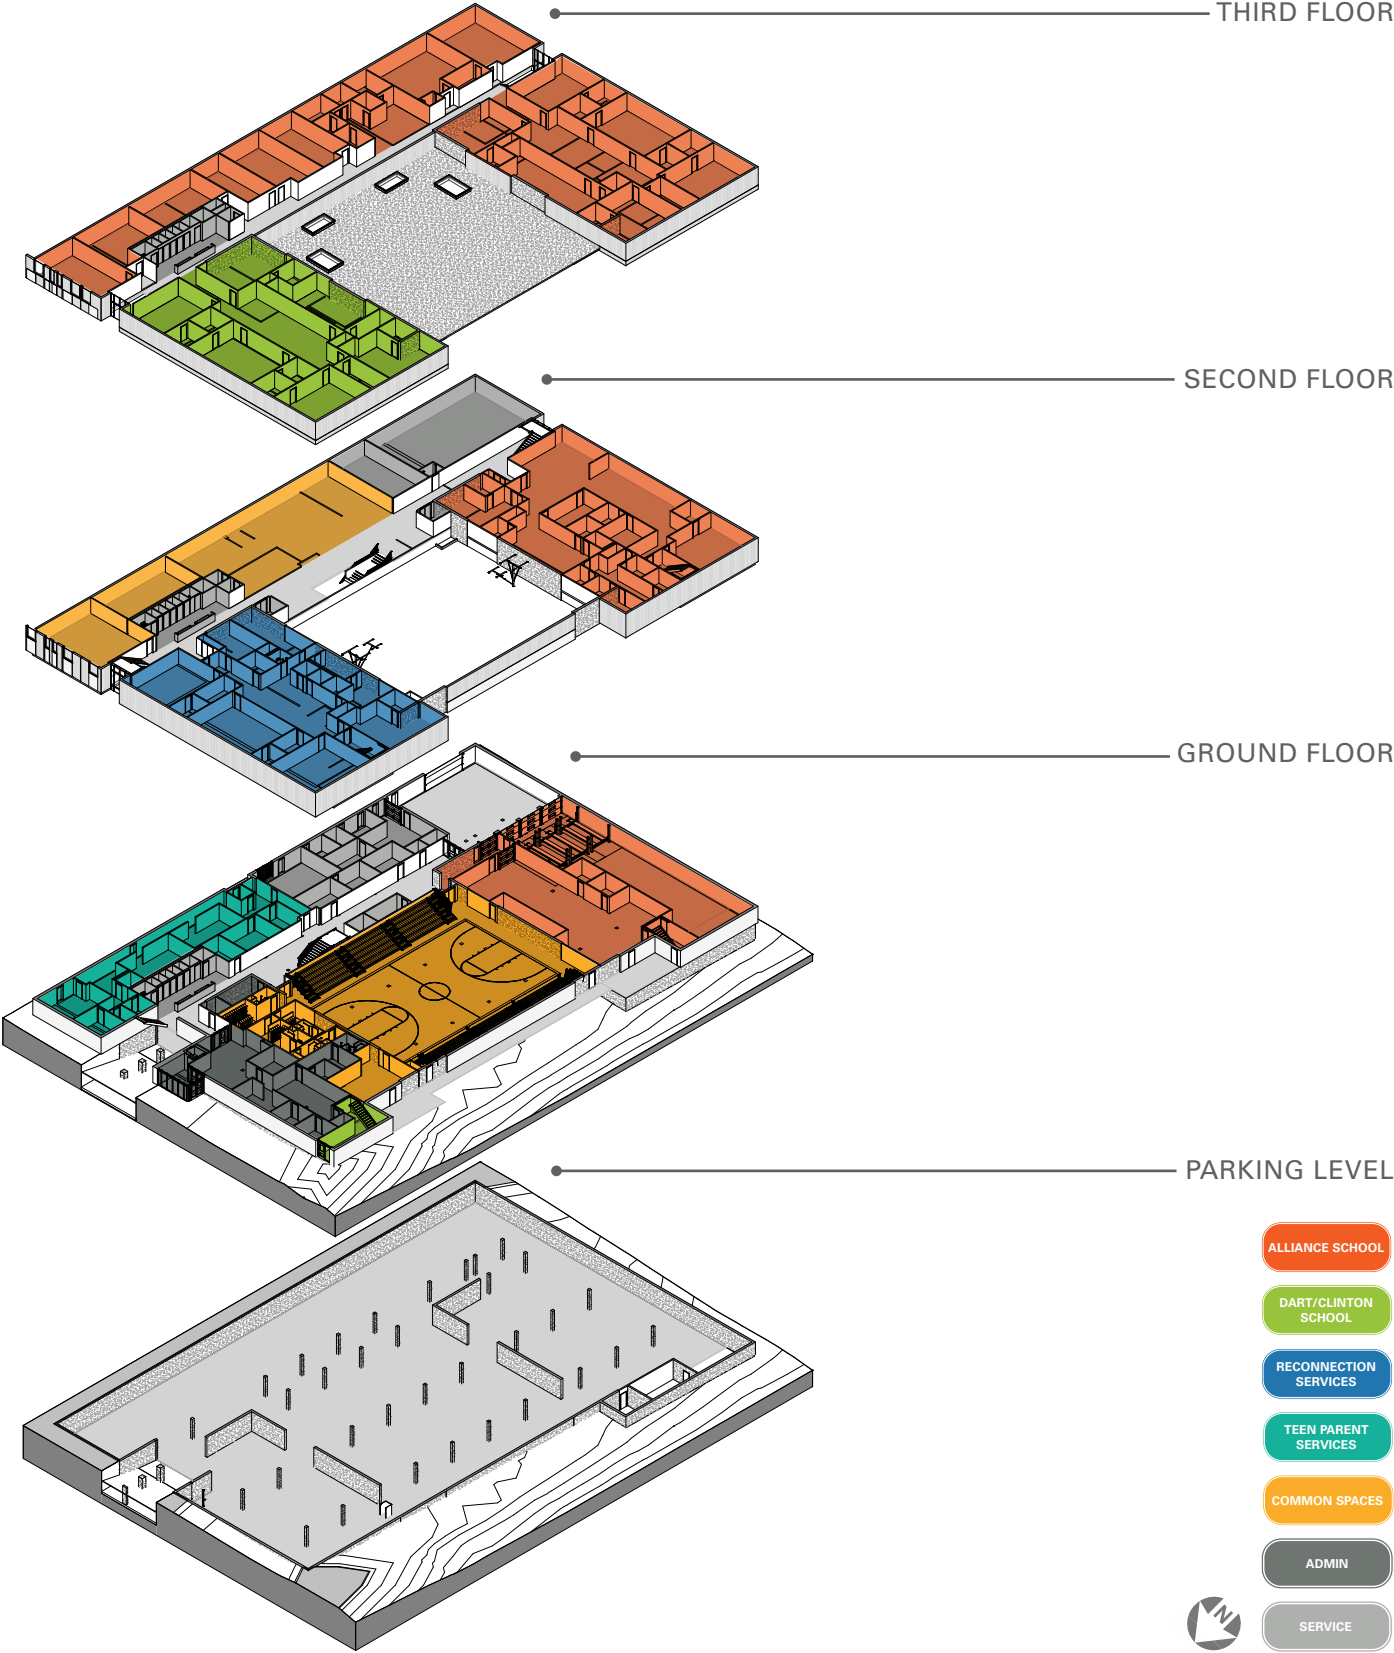 THIRD FLOOR
SECOND FLOOR
GROUND FLOOR
PARKING LEVEL
ALLIANCE SCHOOL
DART/CLINTON
SCHOOL
RECONNECTION
SERVICES
TEEN PARENT
SERVICES
COMMON SPACES
ADMIN
N
SERVICE